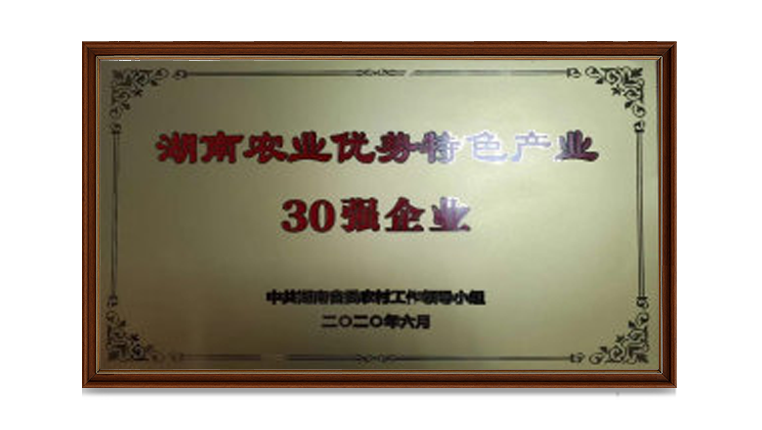 湖南农业优势特色产业
30强企业
中共湖南省委农村工作领导小组
二〇二〇年六月